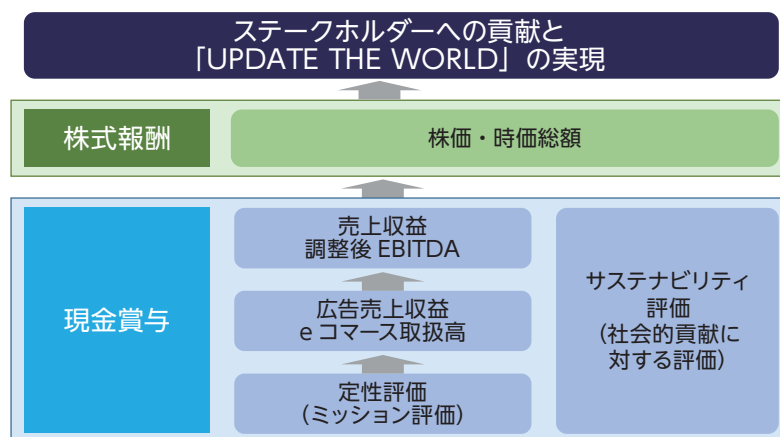 ステークホルダーへの貢献と
「UPDATE THE WORLD」の実現
株式報酬
株価・時価総額
現金賞与
売上収益
調整後 EBITDA
広告売上収益
e コマース取扱高
定性評価
（ミッション評価）
サステナビリティ
評価
（社会的貢献に
対する評価）